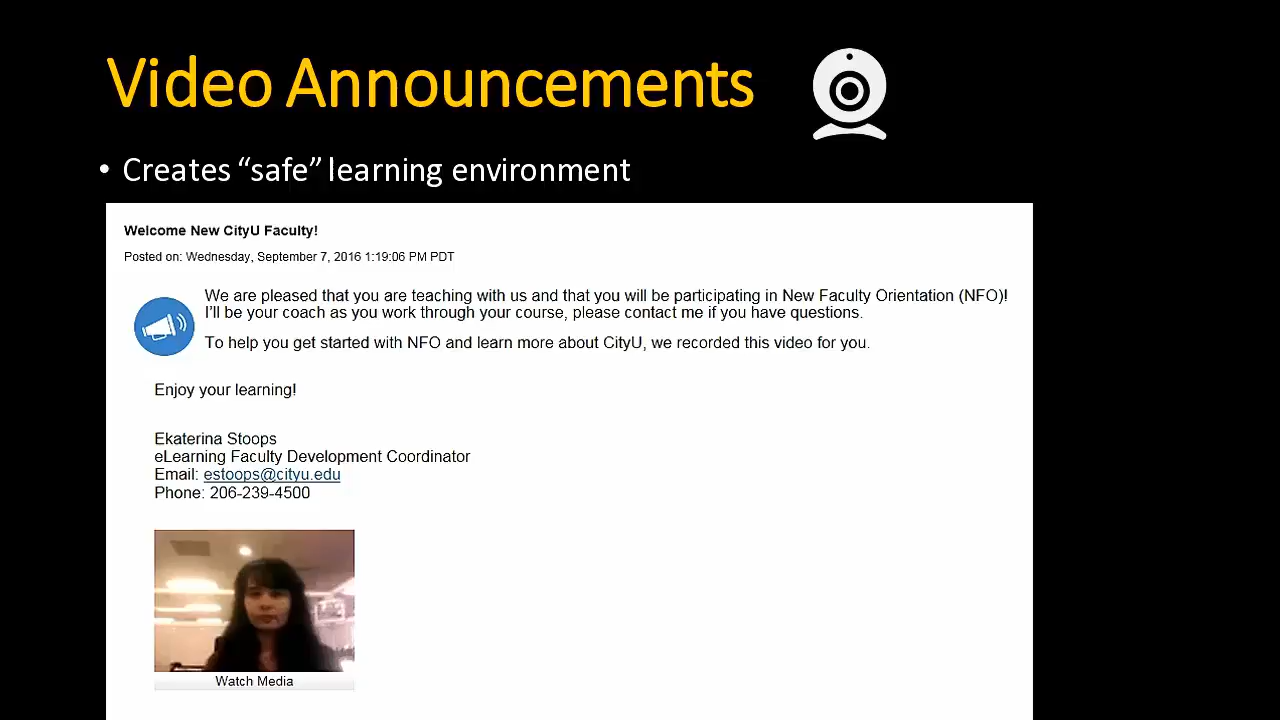 Video Announcements
• Creates “safe” learning environment
Welcome New CityU Faculty!
Posted on: Wednesday, September 7, 2016 1:19:06 PM PDT
We are pleased that you are teaching with us and that you will be participating in New Faculty Orientation (NFO)!
I’ll be your coach as you work through your course, please contact me if you have questions.
To help you get started with NFO and learn more about CityU, we recorded this video for you.
Enjoy your learning!
Ekaterina Stoops
eLearning Faculty Development Coordinator
Email: estoops@cityu.edu
Phone: 206-239-4500
Watch Media